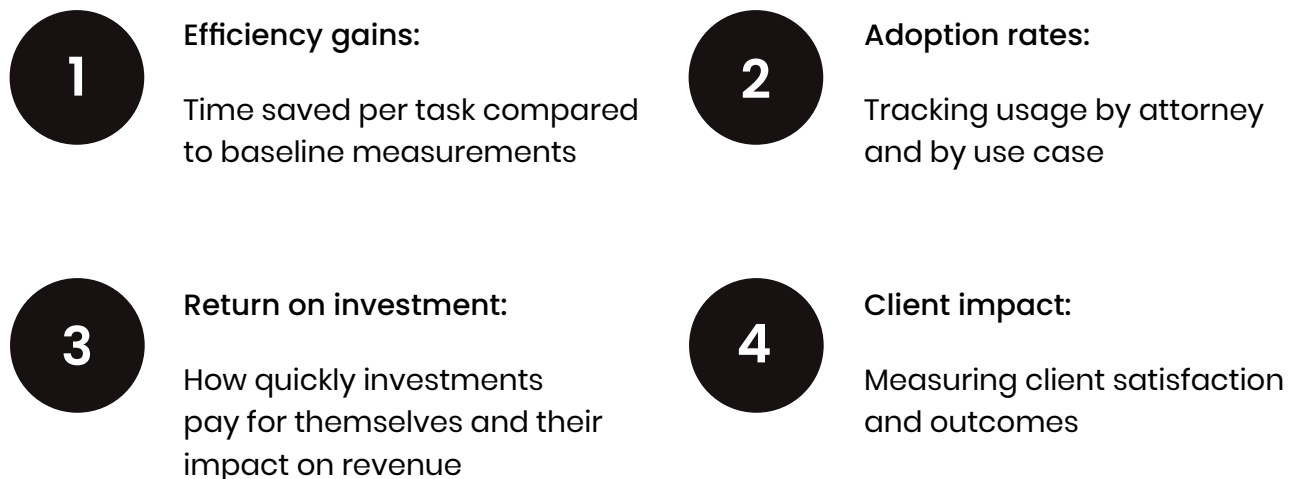 1
Efficiency gains:
Time saved per task compared
to baseline measurements
2
Adoption rates:
Tracking usage by attorney
and by use case
3
Return on investment:
How quickly investments
pay for themselves and their
impact on revenue
4
Client impact:
Measuring client satisfaction
and outcomes